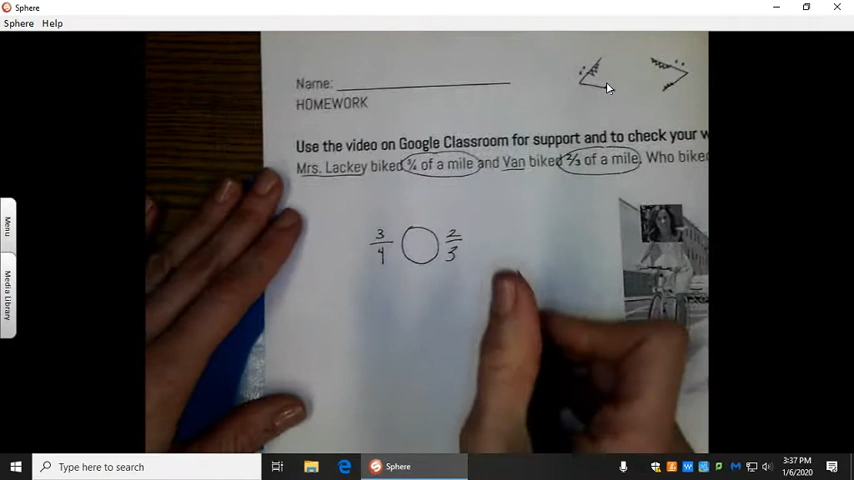 Sphere
Sphere Help
Name:
HOMEWORK
Use the video on Google Classroom for support and to check your w
Mrs. Lackey biked ¾ of a mile and Van biked ⅔ of a mile. Who biked
3/4 ○ 2/3
Menu
Media Library
Type here to search
Sphere
3:37 PM
1/6/2020